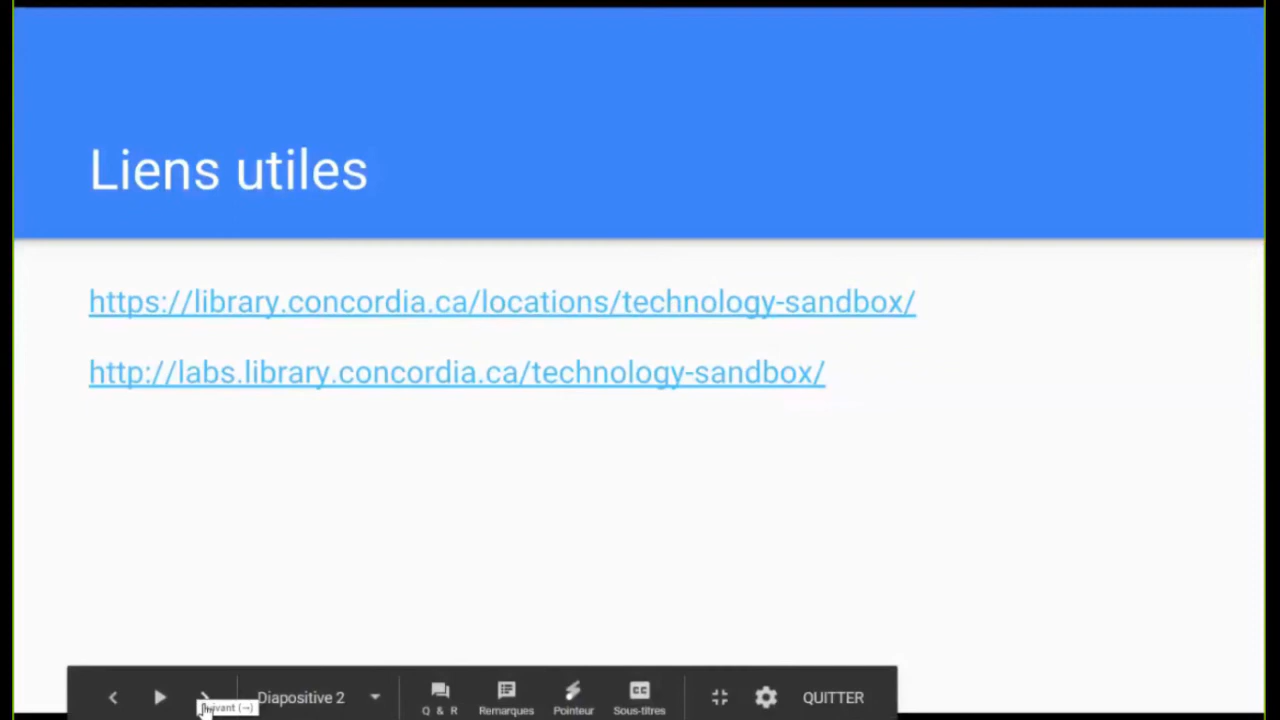 Liens utiles
https://library.concordia.ca/locations/technology-sandbox/
http://labs.library.concordia.ca/technology-sandbox/
Diapositive 2
Q & R
Remarques
Pointeur
Sous-titres
QUITTER